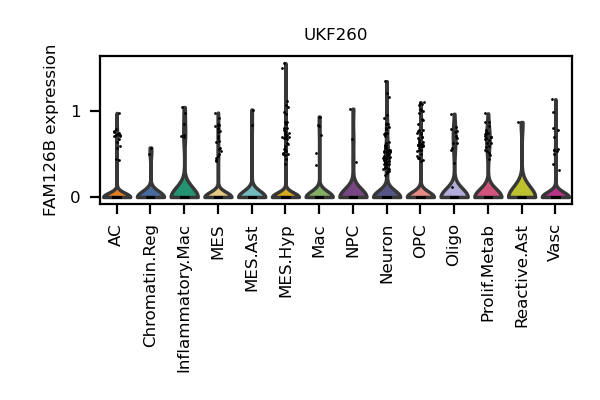 UKF260
FAM126B expression
1
0
AC
Chromatin.Reg
Inflammatory.Mac
MES
MES.Ast
MES.Hyp
Mac
NPC
Neuron
OPC
Oligo
Prolif.Metab
Reactive.Ast
Vasc